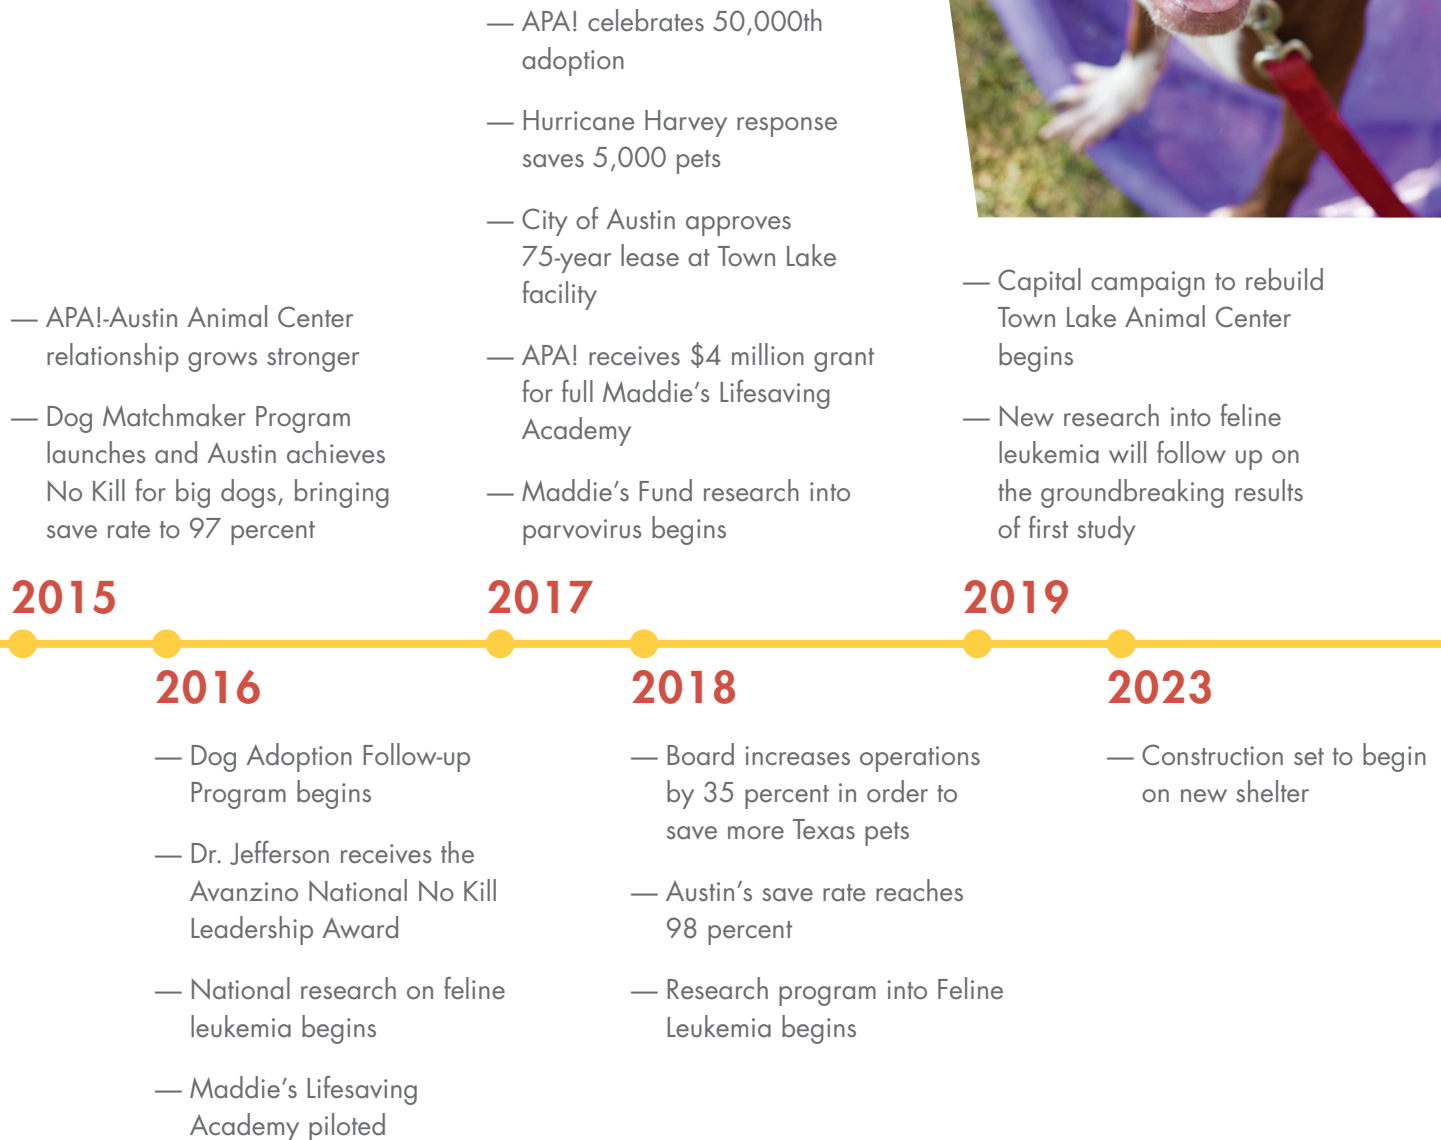 — APA!-Austin Animal Center
relationship grows stronger
— Dog Matchmaker Program
launches and Austin achieves
No Kill for big dogs, bringing
save rate to 97 percent
2015
2016
— Dog Adoption Follow-up
Program begins
— Dr. Jefferson receives the
Avanzino National No Kill
Leadership Award
— National research on feline
leukemia begins
— Maddie’s Lifesaving
Academy piloted
— APA! celebrates 50,000th
adoption
— Hurricane Harvey response
saves 5,000 pets
— City of Austin approves
75-year lease at Town Lake
facility
— APA! receives $4 million grant
for full Maddie’s Lifesaving
Academy
— Maddie’s Fund research into
parvovirus begins
2017
2018
— Board increases operations
by 35 percent in order to
save more Texas pets
— Austin’s save rate reaches
98 percent
— Research program into Feline
Leukemia begins
— Capital campaign to rebuild
Town Lake Animal Center
begins
— New research into feline
leukemia will follow up on
the groundbreaking results
of first study
2019
2023
— Construction set to begin
on new shelter